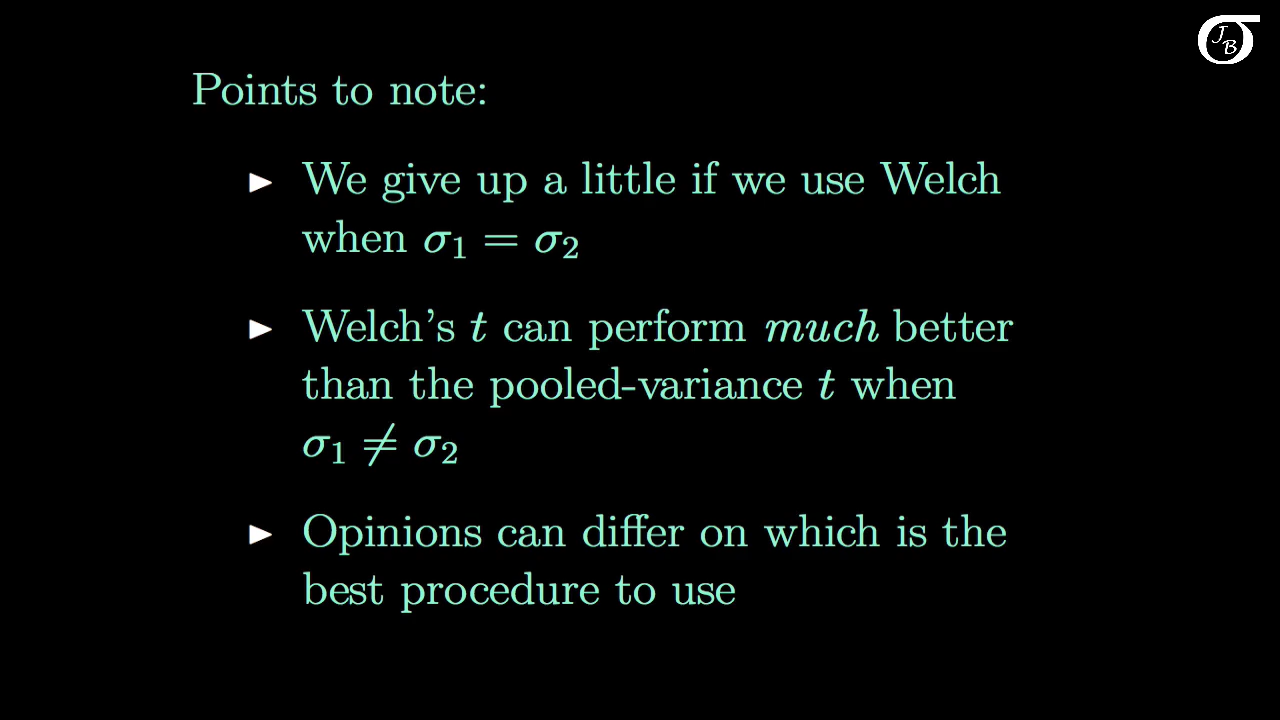 JB
Points to note:
► We give up a little if we use Welch
when σ₁ = σ₂
► Welch's t can perform much better
than the pooled-variance t when
σ₁ ≠ σ₂
► Opinions can differ on which is the
best procedure to use